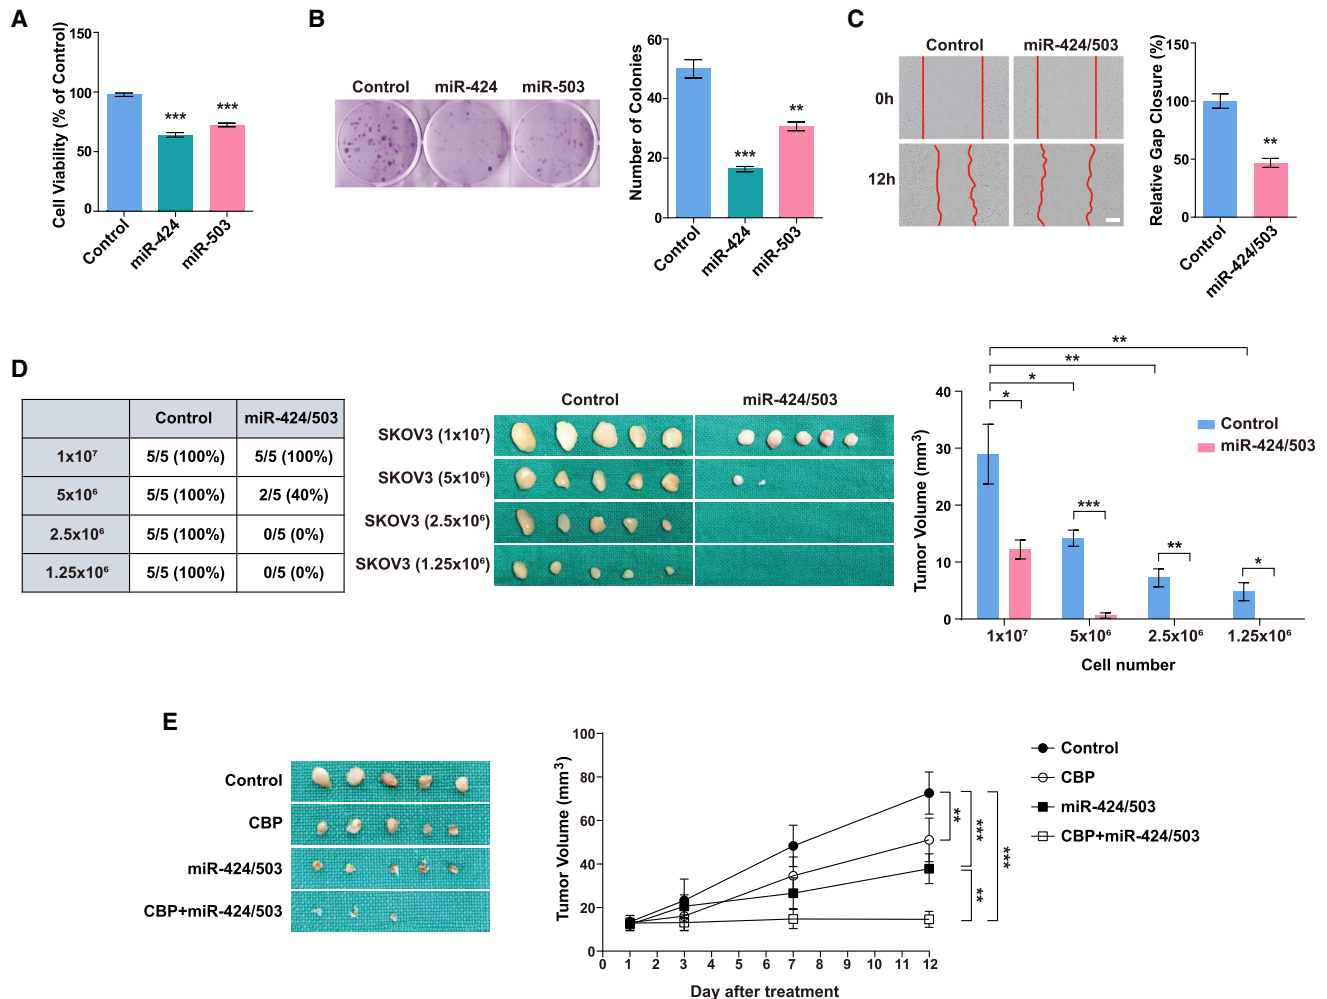 A
Cell Viability (% of Control)
150
100
50
0
***
***
Control
miR-424
miR-503
B
Control miR-424 miR-503
Number of Colonies
60
40
20
0
***
**
Control
miR-424
miR-503
C
Control miR-424/503
0h
12h
Relative Gap Closure (%)
150
100
50
0
**
Control
miR-424/503
D
Control miR-424/503
1x10⁷ 5/5 (100%) 5/5 (100%)
5x10⁶ 5/5 (100%) 2/5 (40%)
2.5x10⁶ 5/5 (100%) 0/5 (0%)
1.25x10⁶ 5/5 (100%) 0/5 (0%)
Control miR-424/503
SKOV3 (1x10⁷)
SKOV3 (5x10⁶)
SKOV3 (2.5x10⁶)
SKOV3 (1.25x10⁶)
Tumor Volume (mm³)
40
30
20
10
0
**
**
*
*
***
**
*
Control
miR-424/503
1x10⁷ 5x10⁶ 2.5x10⁶ 1.25x10⁶
Cell number
E
Control
CBP
miR-424/503
CBP+miR-424/503
Tumor Volume (mm³)
100
80
60
40
20
0
0 1 2 3 4 5 6 7 8 9 10 11 12
Day after treatment
**
***
***
**
Control
CBP
miR-424/503
CBP+miR-424/503